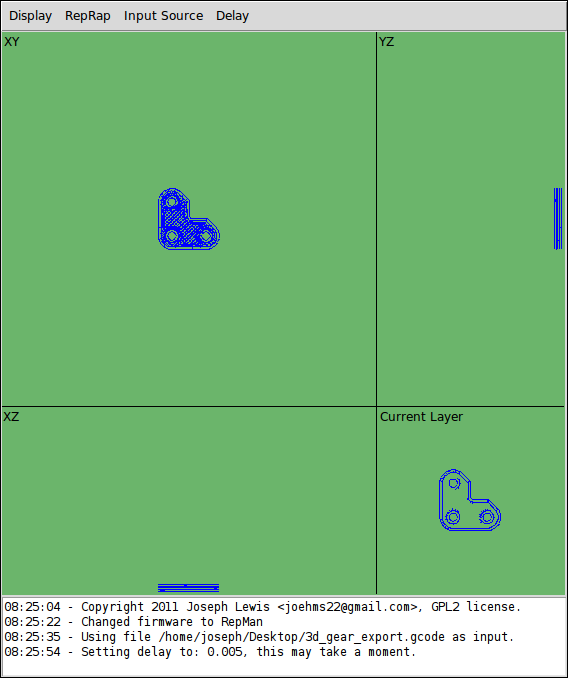 Display RepRap Input Source Delay
XY
YZ
XZ
Current Layer
08:25:04 - Copyright 2011 Joseph Lewis <joehms22@gmail.com>, GPL2 license.
08:25:22 - Changed firmware to RepMan
08:25:35 - Using file /home/joseph/Desktop/3d_gear_export.gcode as input.
08:25:54 - Setting delay to: 0.005, this may take a moment.